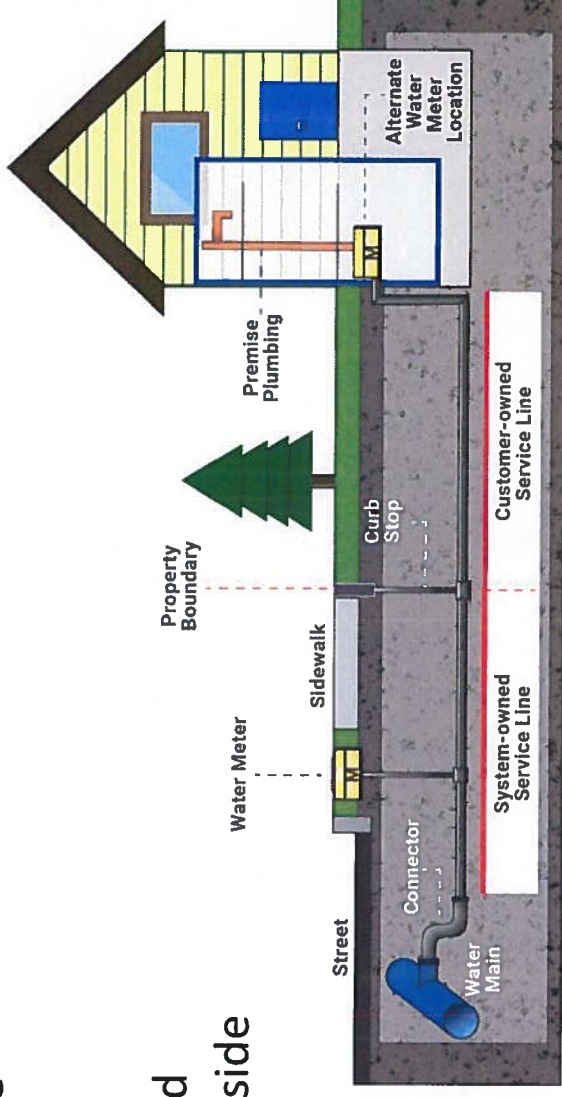 d
side
Street
Water Meter
Sidewalk
Property
Boundary
Premise
Plumbing
M
M
Alternate
Water
Meter
Location
Connector
Curb
Stop
Water
Main
System-owned
Service Line
Customer-owned
Service Line